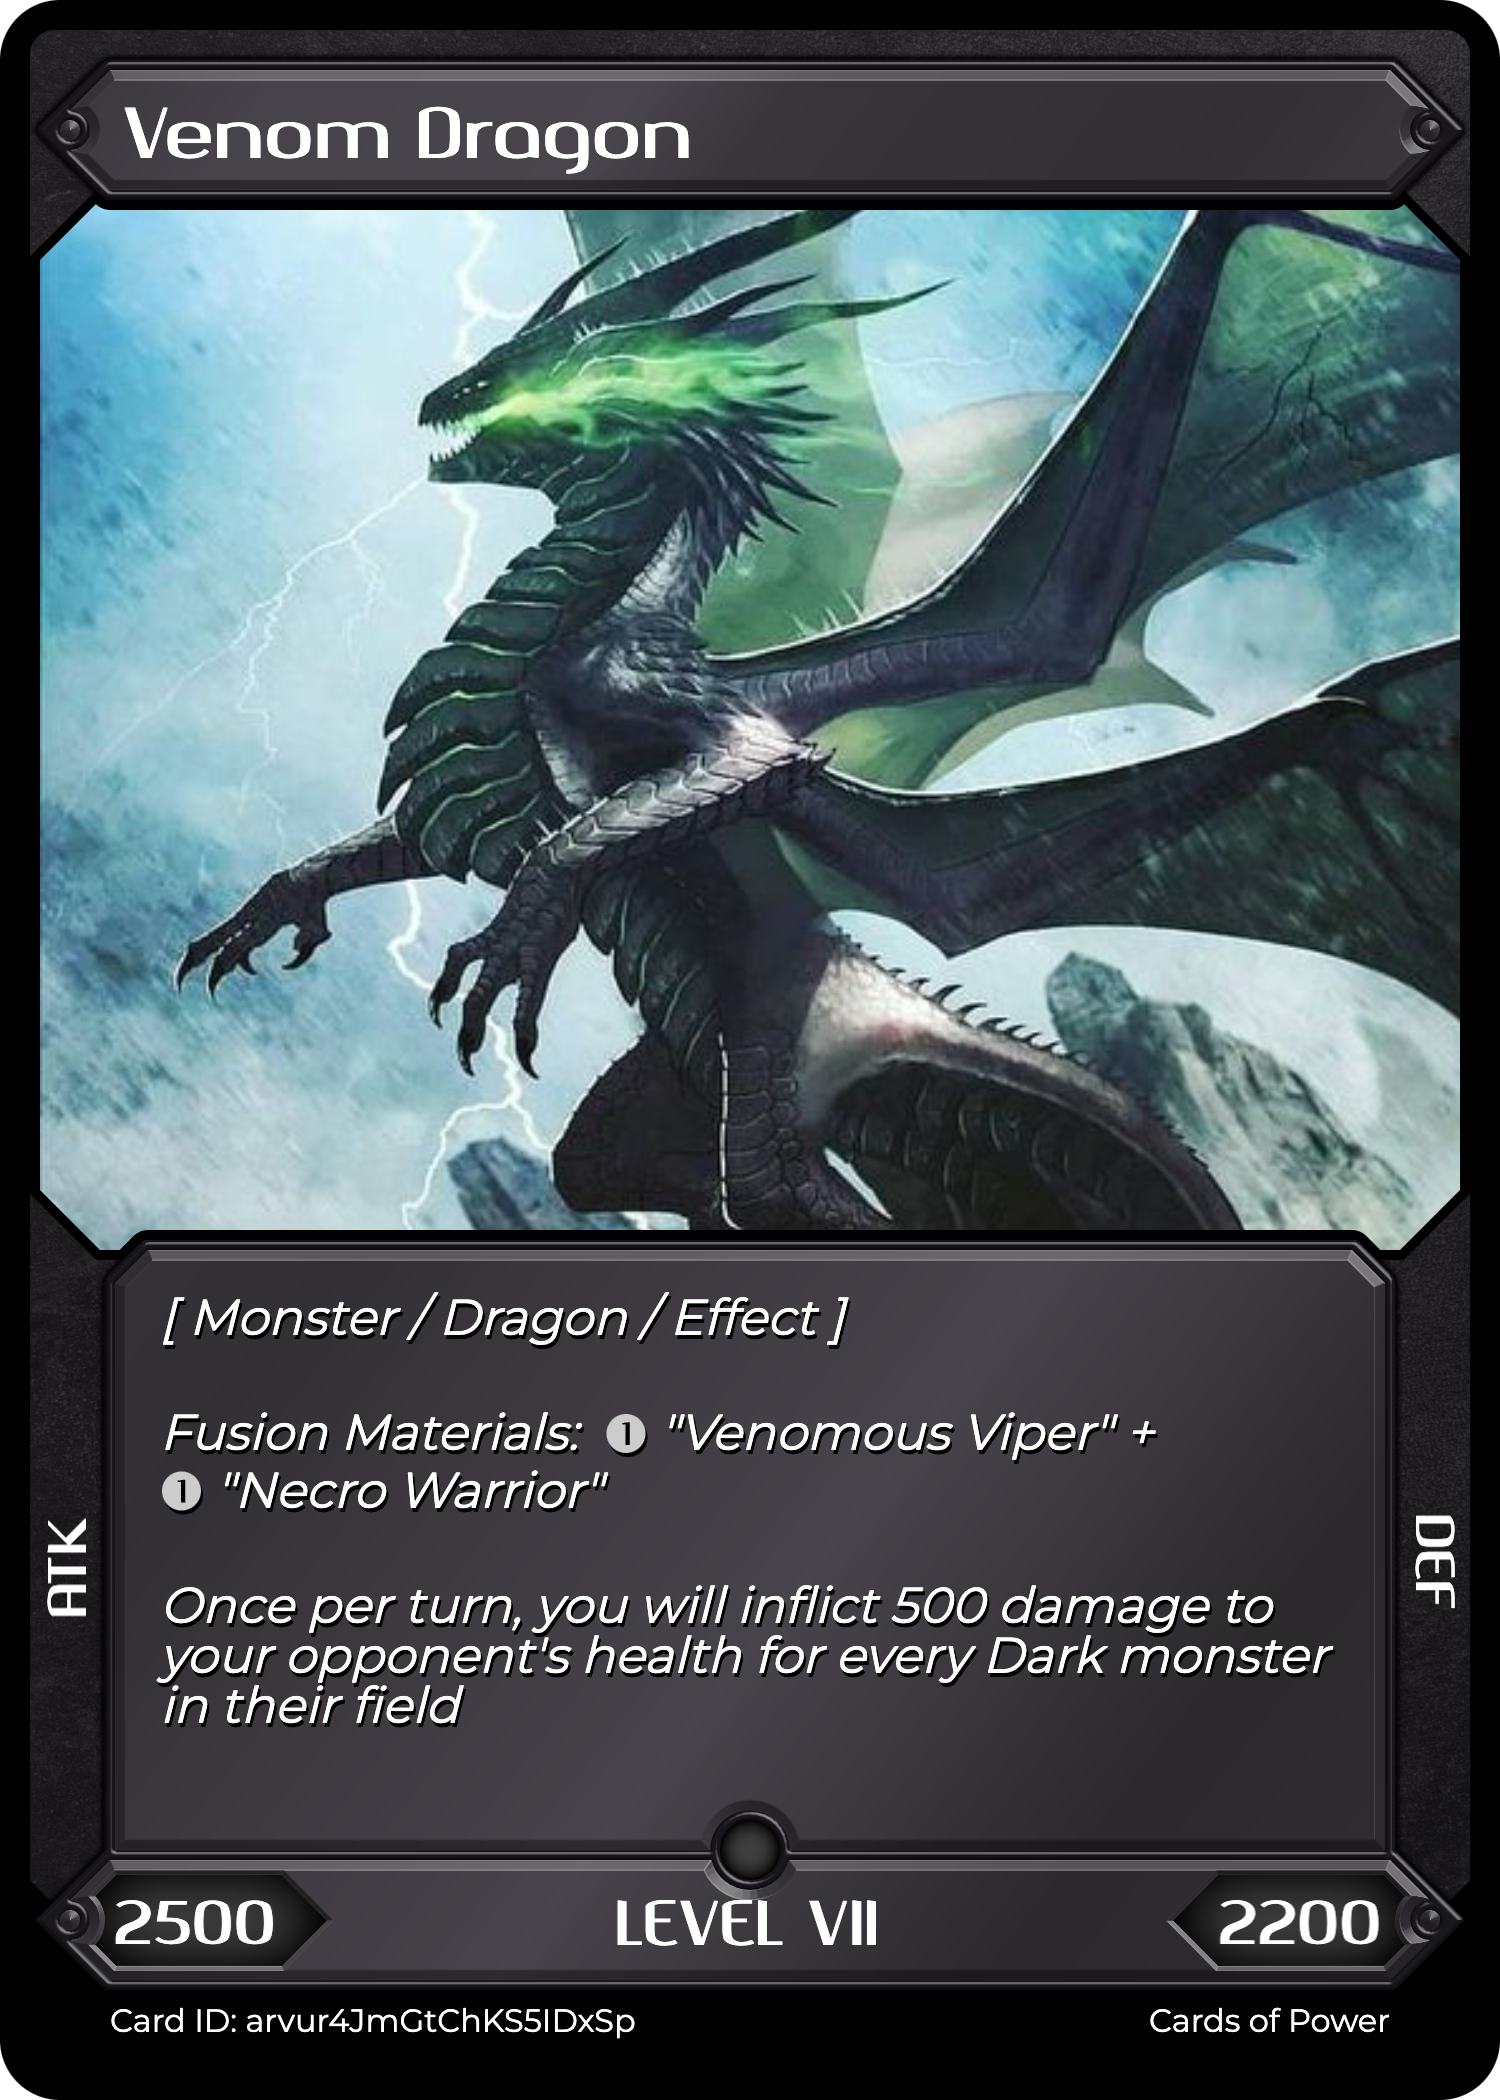 Venom Dragon
[ Monster / Dragon / Effect ]
Fusion Materials: 1 "Venomous Viper" +
1 "Necro Warrior"
Once per turn, you will inflict 500 damage to
your opponent's health for every Dark monster
in their field
ATK
DEF
2500
LEVEL VII
2200
Card ID: arvur4JmGtChKS5IDxSp
Cards of Power